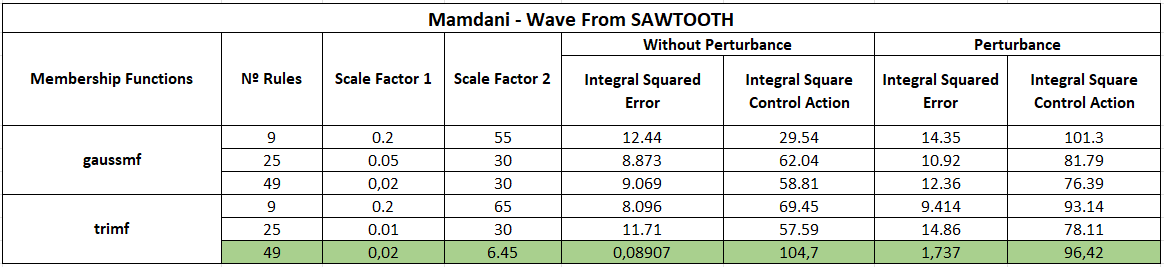 Mamdani - Wave From SAWTOOTH
Membership Functions Nº Rules Scale Factor 1 Scale Factor 2 Without Perturbance Perturbance
Integral Squared Error Integral Square Control Action Integral Squared Error Integral Square Control Action
gaussmf 9 0.2 55 12.44 29.54 14.35 101.3
25 0.05 30 8.873 62.04 10.92 81.79
49 0,02 30 9.069 58.81 12.36 76.39
trimf 9 0.2 65 8.096 69.45 9.414 93.14
25 0.01 30 11.71 57.59 14.86 78.11
49 0,02 6.45 0,08907 104,7 1,737 96,42